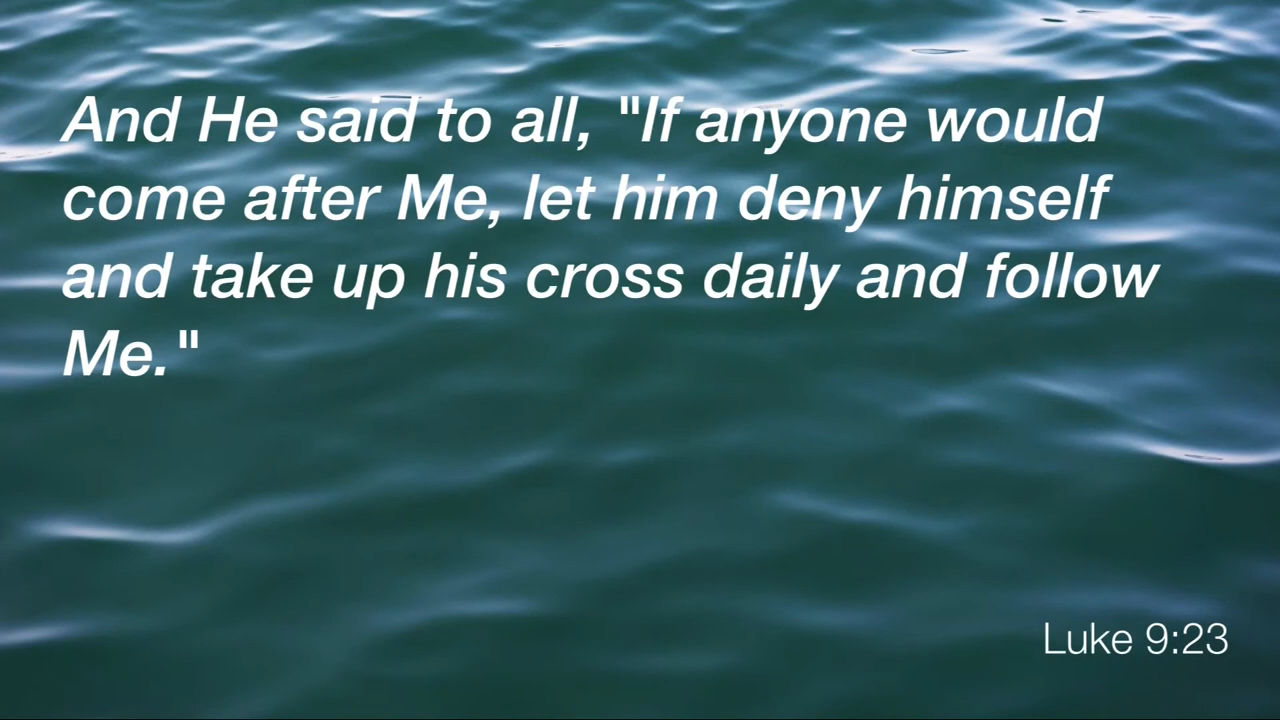 And He said to all, "If anyone would
come after Me, let him deny himself
and take up his cross daily and follow
Me."
Luke 9:23